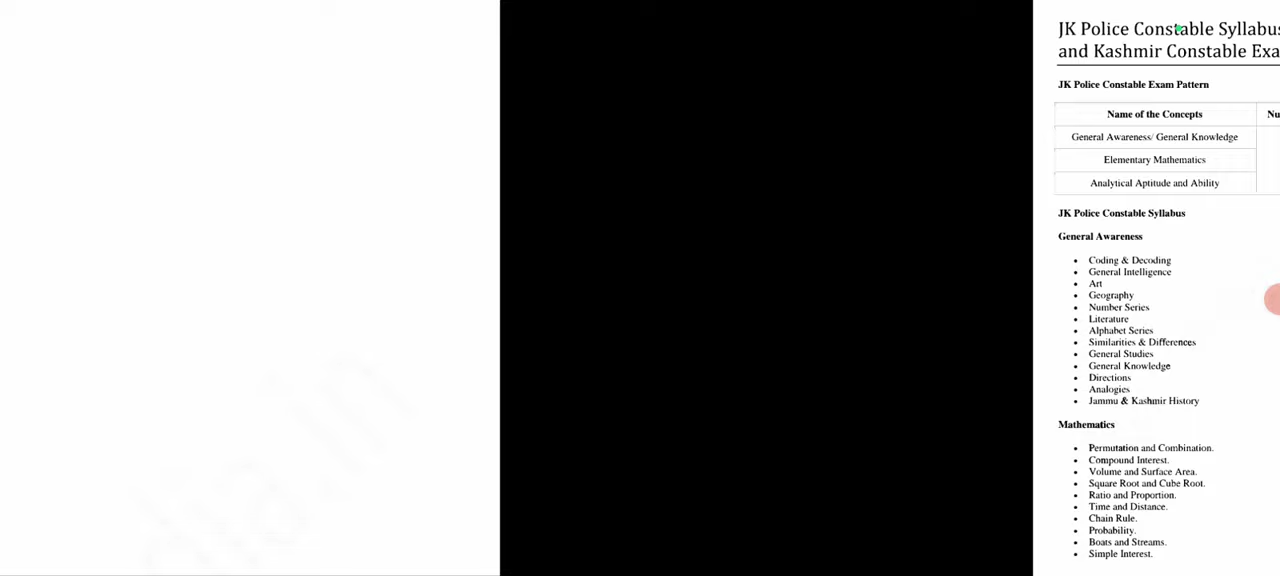 JK Police Constable Syllabus
and Kashmir Constable Exa
JK Police Constable Exam Pattern
Name of the Concepts
Nu
General Awareness/ General Knowledge
Elementary Mathematics
Analytical Aptitude and Ability
JK Police Constable Syllabus
General Awareness
• Coding & Decoding
• General Intelligence
• Art
• Geography
• Number Series
• Literature
• Alphabet Series
• Similarities & Differences
• General Studies
• General Knowledge
• Directions
• Analogies
• Jammu & Kashmir History
Mathematics
• Permutation and Combination.
• Compound Interest.
• Volume and Surface Area.
• Square Root and Cube Root.
• Ratio and Proportion.
• Time and Distance.
• Chain Rule.
• Probability.
• Boats and Streams.
• Simple Interest.